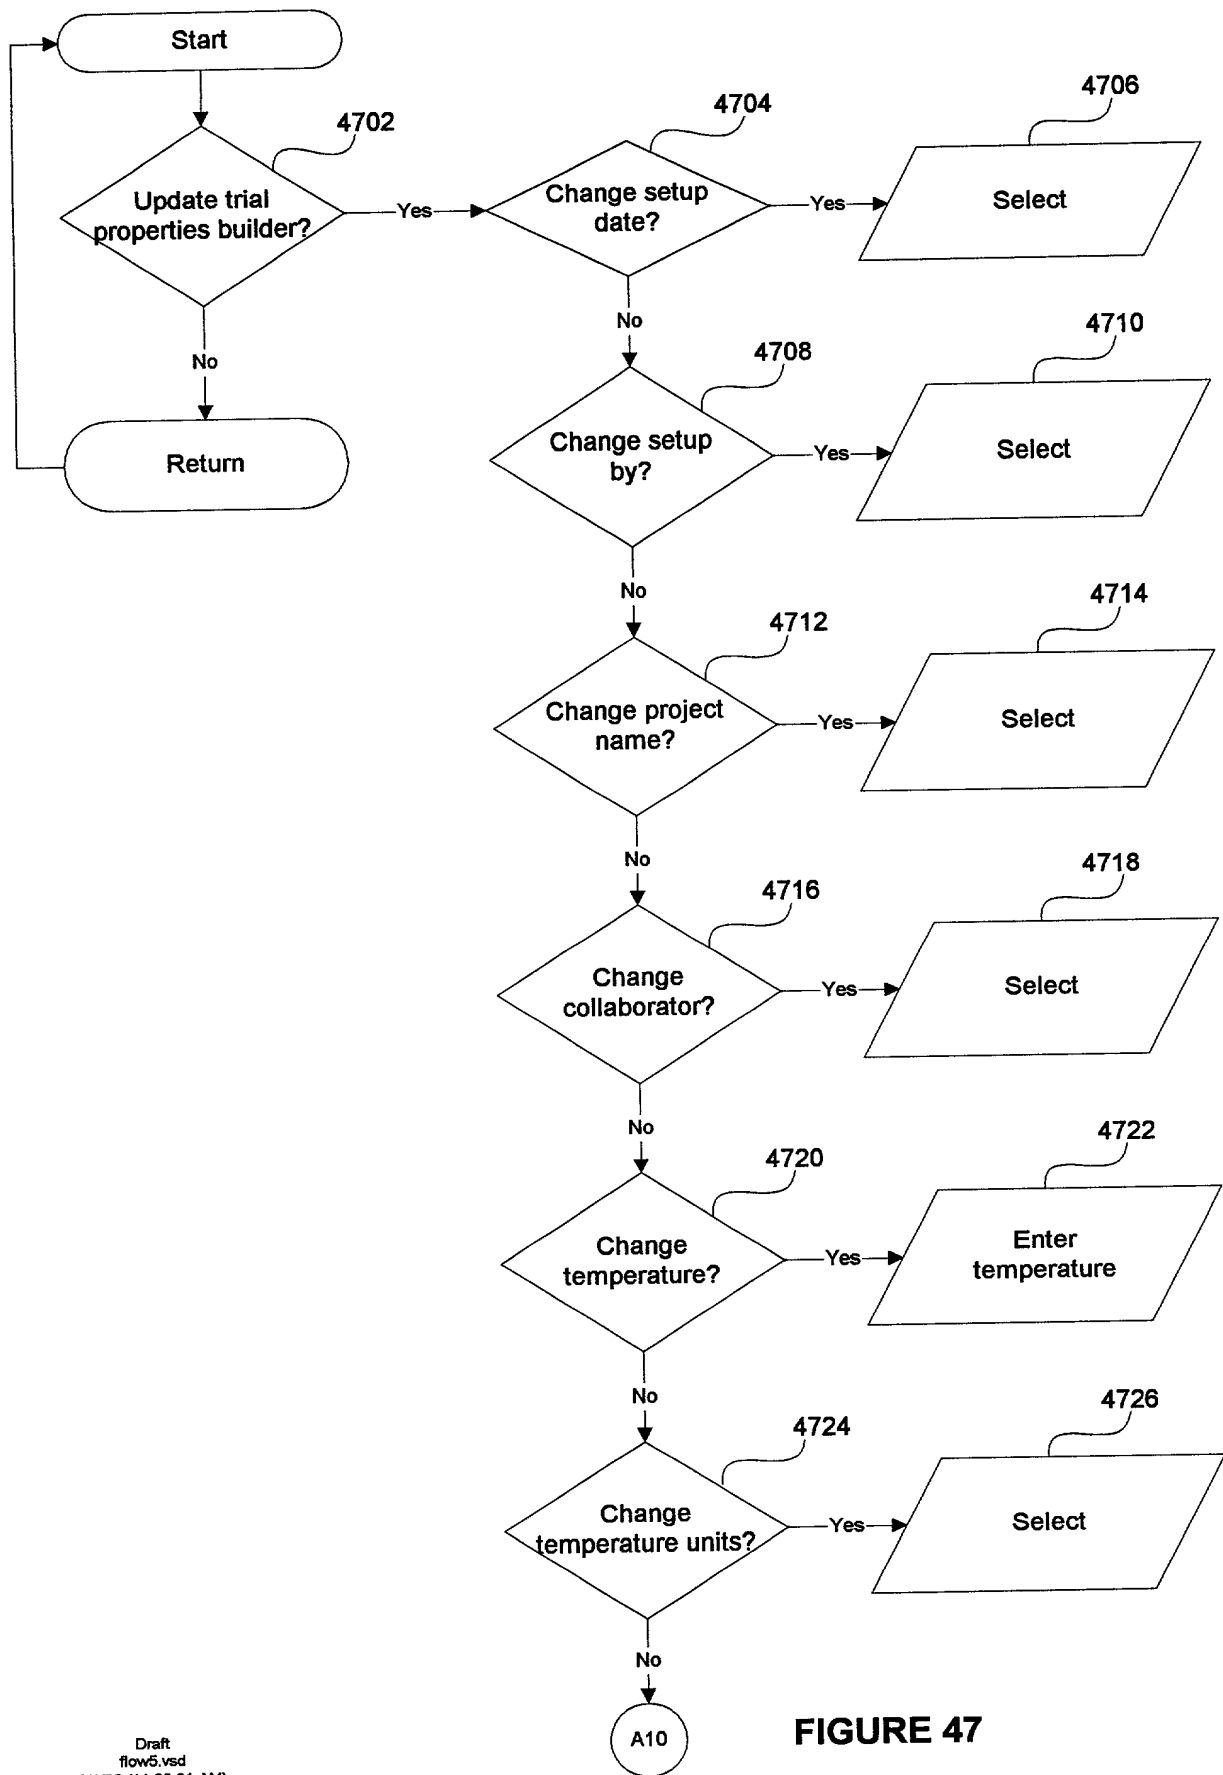 Start
4702
Update trial
properties builder?
Yes
No
Return
4704
Change setup
date?
Yes
4706
Select
No
4708
Change setup
by?
Yes
4710
Select
No
4712
Change project
name?
Yes
4714
Select
No
4716
Change
collaborator?
Yes
4718
Select
No
4720
Change
temperature?
Yes
4722
Enter
temperature
No
4724
Change
temperature units?
Yes
4726
Select
No
A10
FIGURE 47
Draft
flow5.vsd